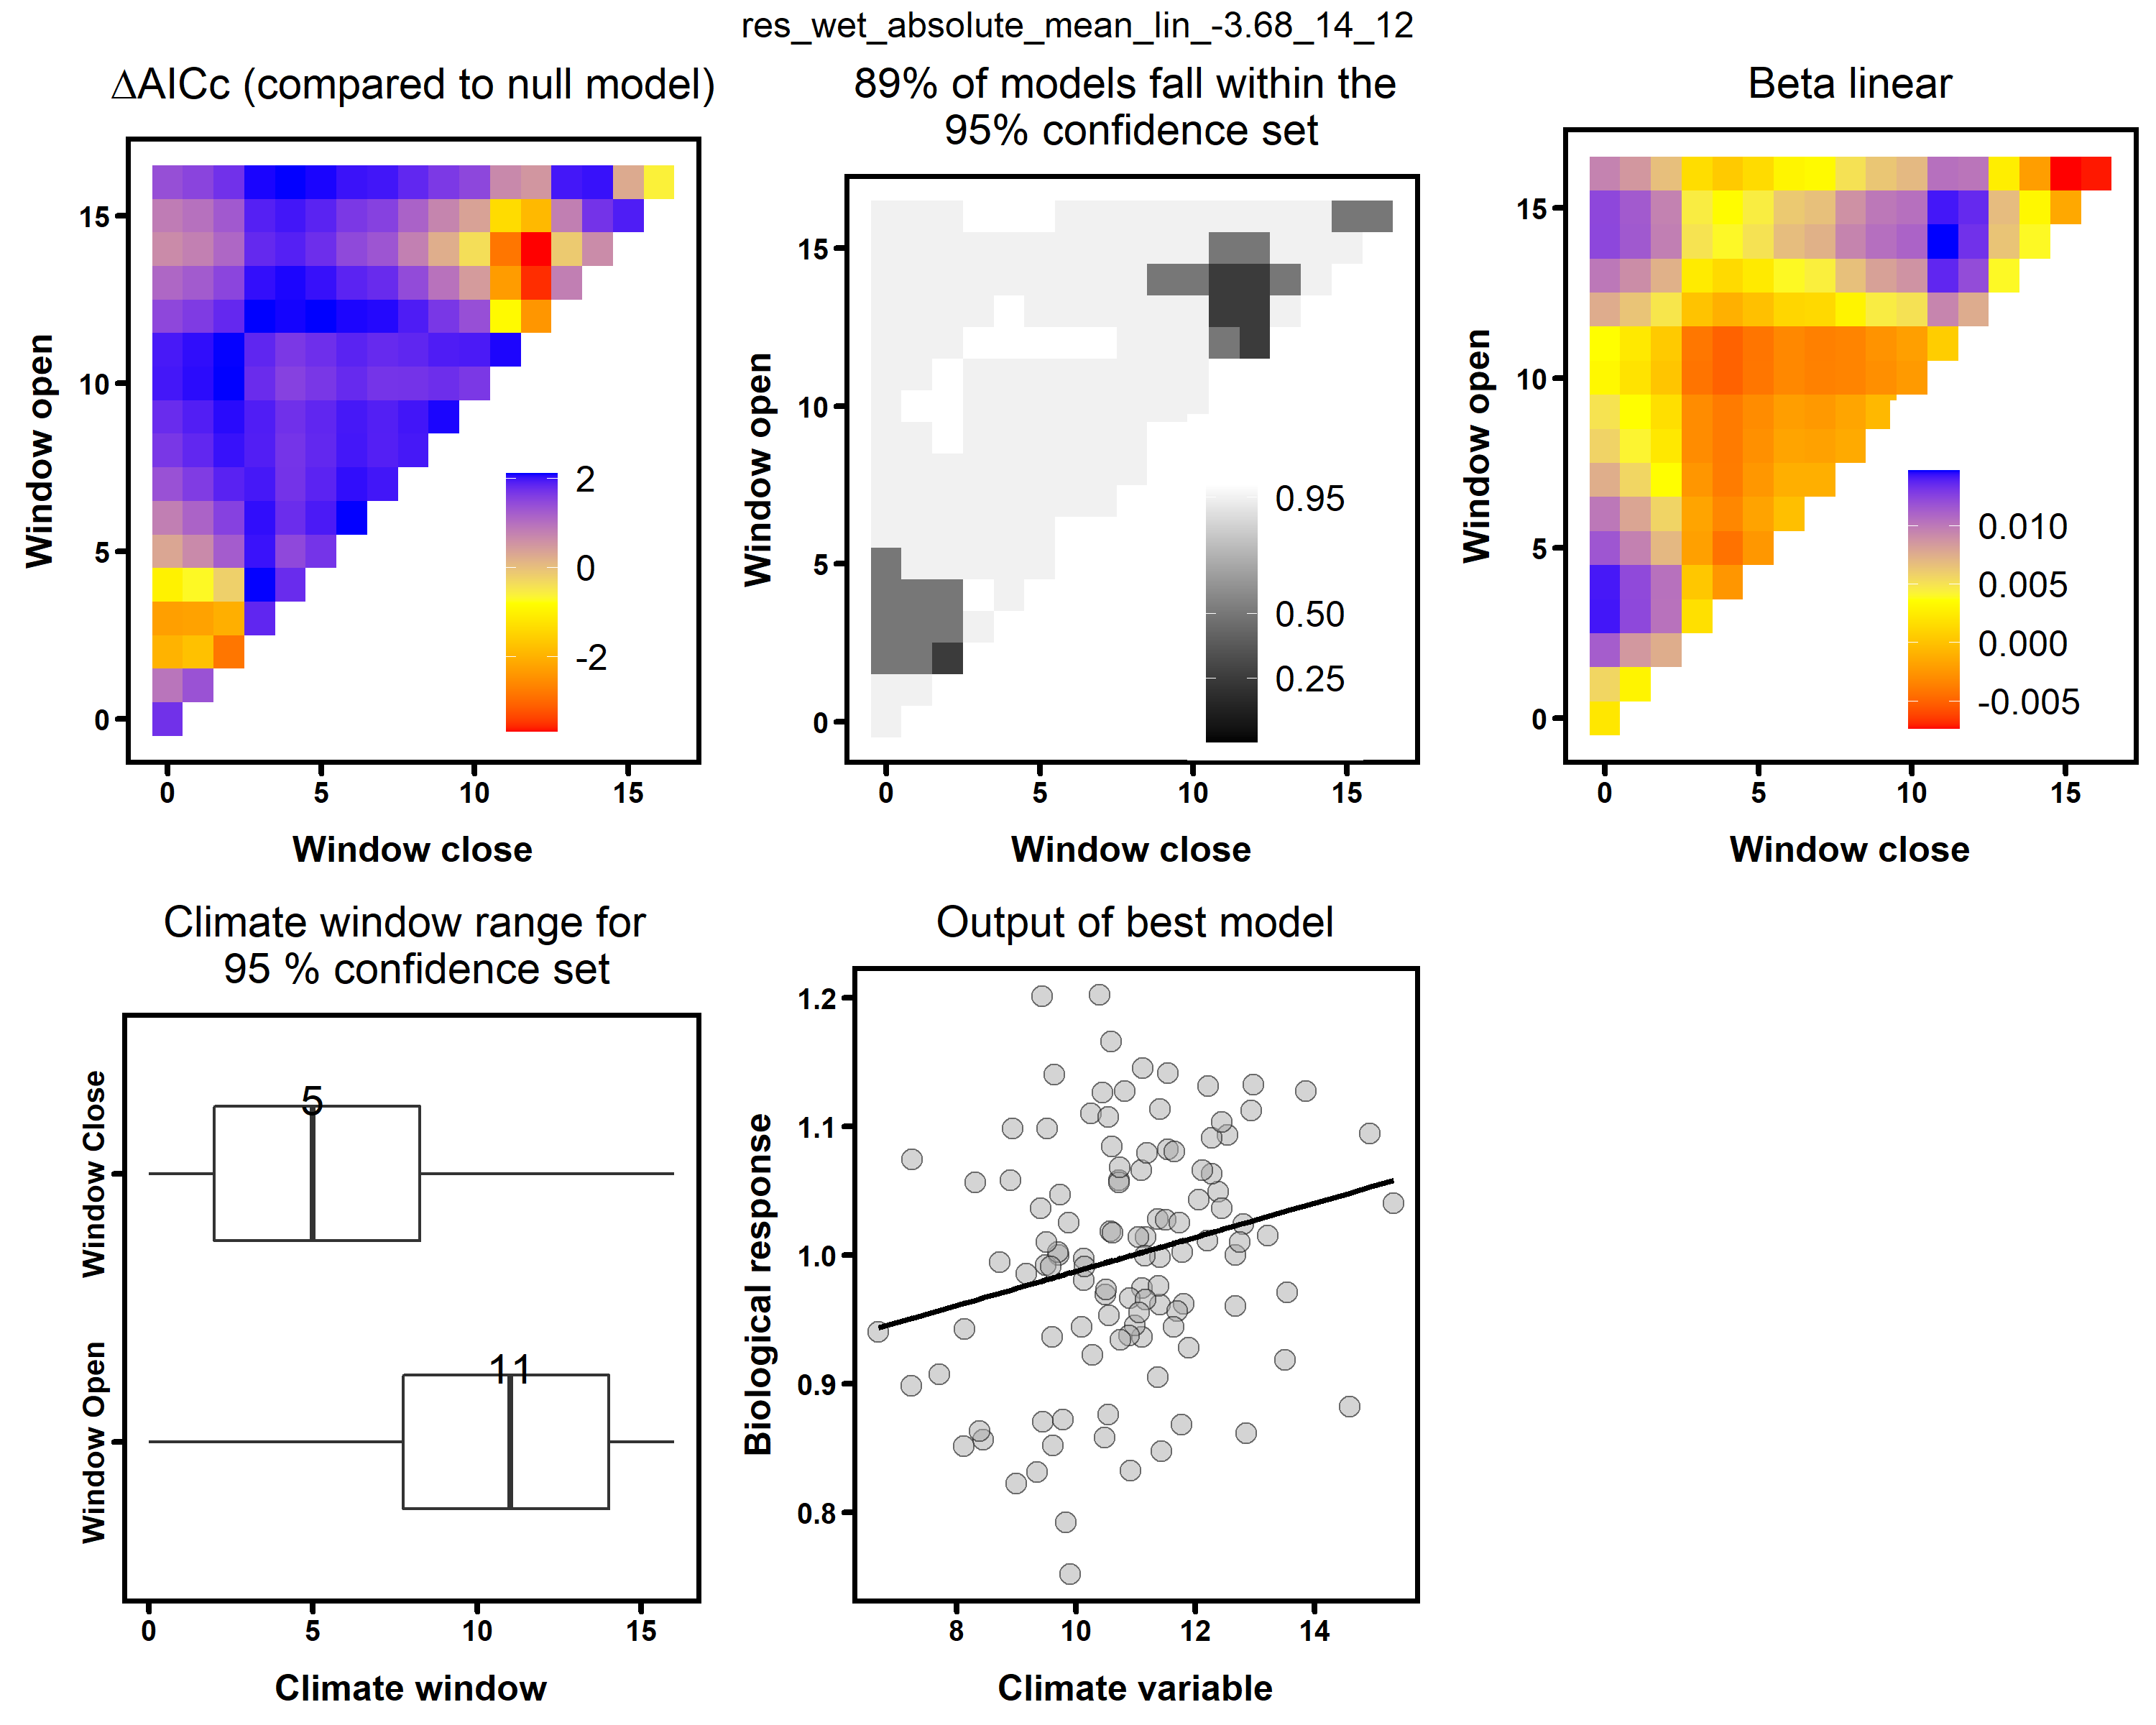 res_wet_absolute_mean_lin_-3.68_14_12
ΔAICc (compared to null model)
Window open
15
10
5
0
2
0
-2
0 5 10 15
Window close
89% of models fall within the
95% confidence set
Window open
15
10
5
0
0.95
0.50
0.25
0 5 10 15
Window close
Beta linear
Window open
15
10
5
0
0.010
0.005
0.000
-0.005
0 5 10 15
Window close
Climate window range for
95 % confidence set
Window Close
5
Window Open
11
0 5 10 15
Climate window
Output of best model
Biological response
1.2
1.1
1.0
0.9
0.8
8 10 12 14
Climate variable